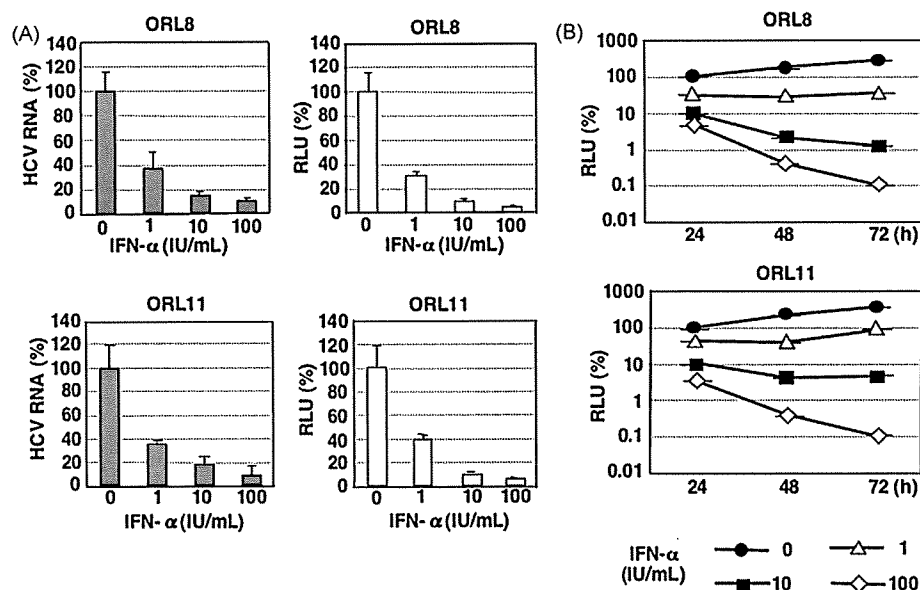 (A)
ORL8
HCV RNA (%)
140
120
100
80
60
40
20
0
0 1 10 100
IFN-α (IU/mL)
ORL8
RLU (%)
140
120
100
80
60
40
20
0
0 1 10 100
IFN-α (IU/mL)
(B)
ORL8
RLU (%)
1000
100
10
1
0.1
0.01
24 48 72 (h)
ORL11
HCV RNA (%)
140
120
100
80
60
40
20
0
0 1 10 100
IFN- α (IU/mL)
ORL11
RLU (%)
140
120
100
80
60
40
20
0
0 1 10 100
IFN- α (IU/mL)
ORL11
RLU (%)
1000
100
10
1
0.1
0.01
24 48 72 (h)
IFN-α
(IU/mL)
0 1
10 100